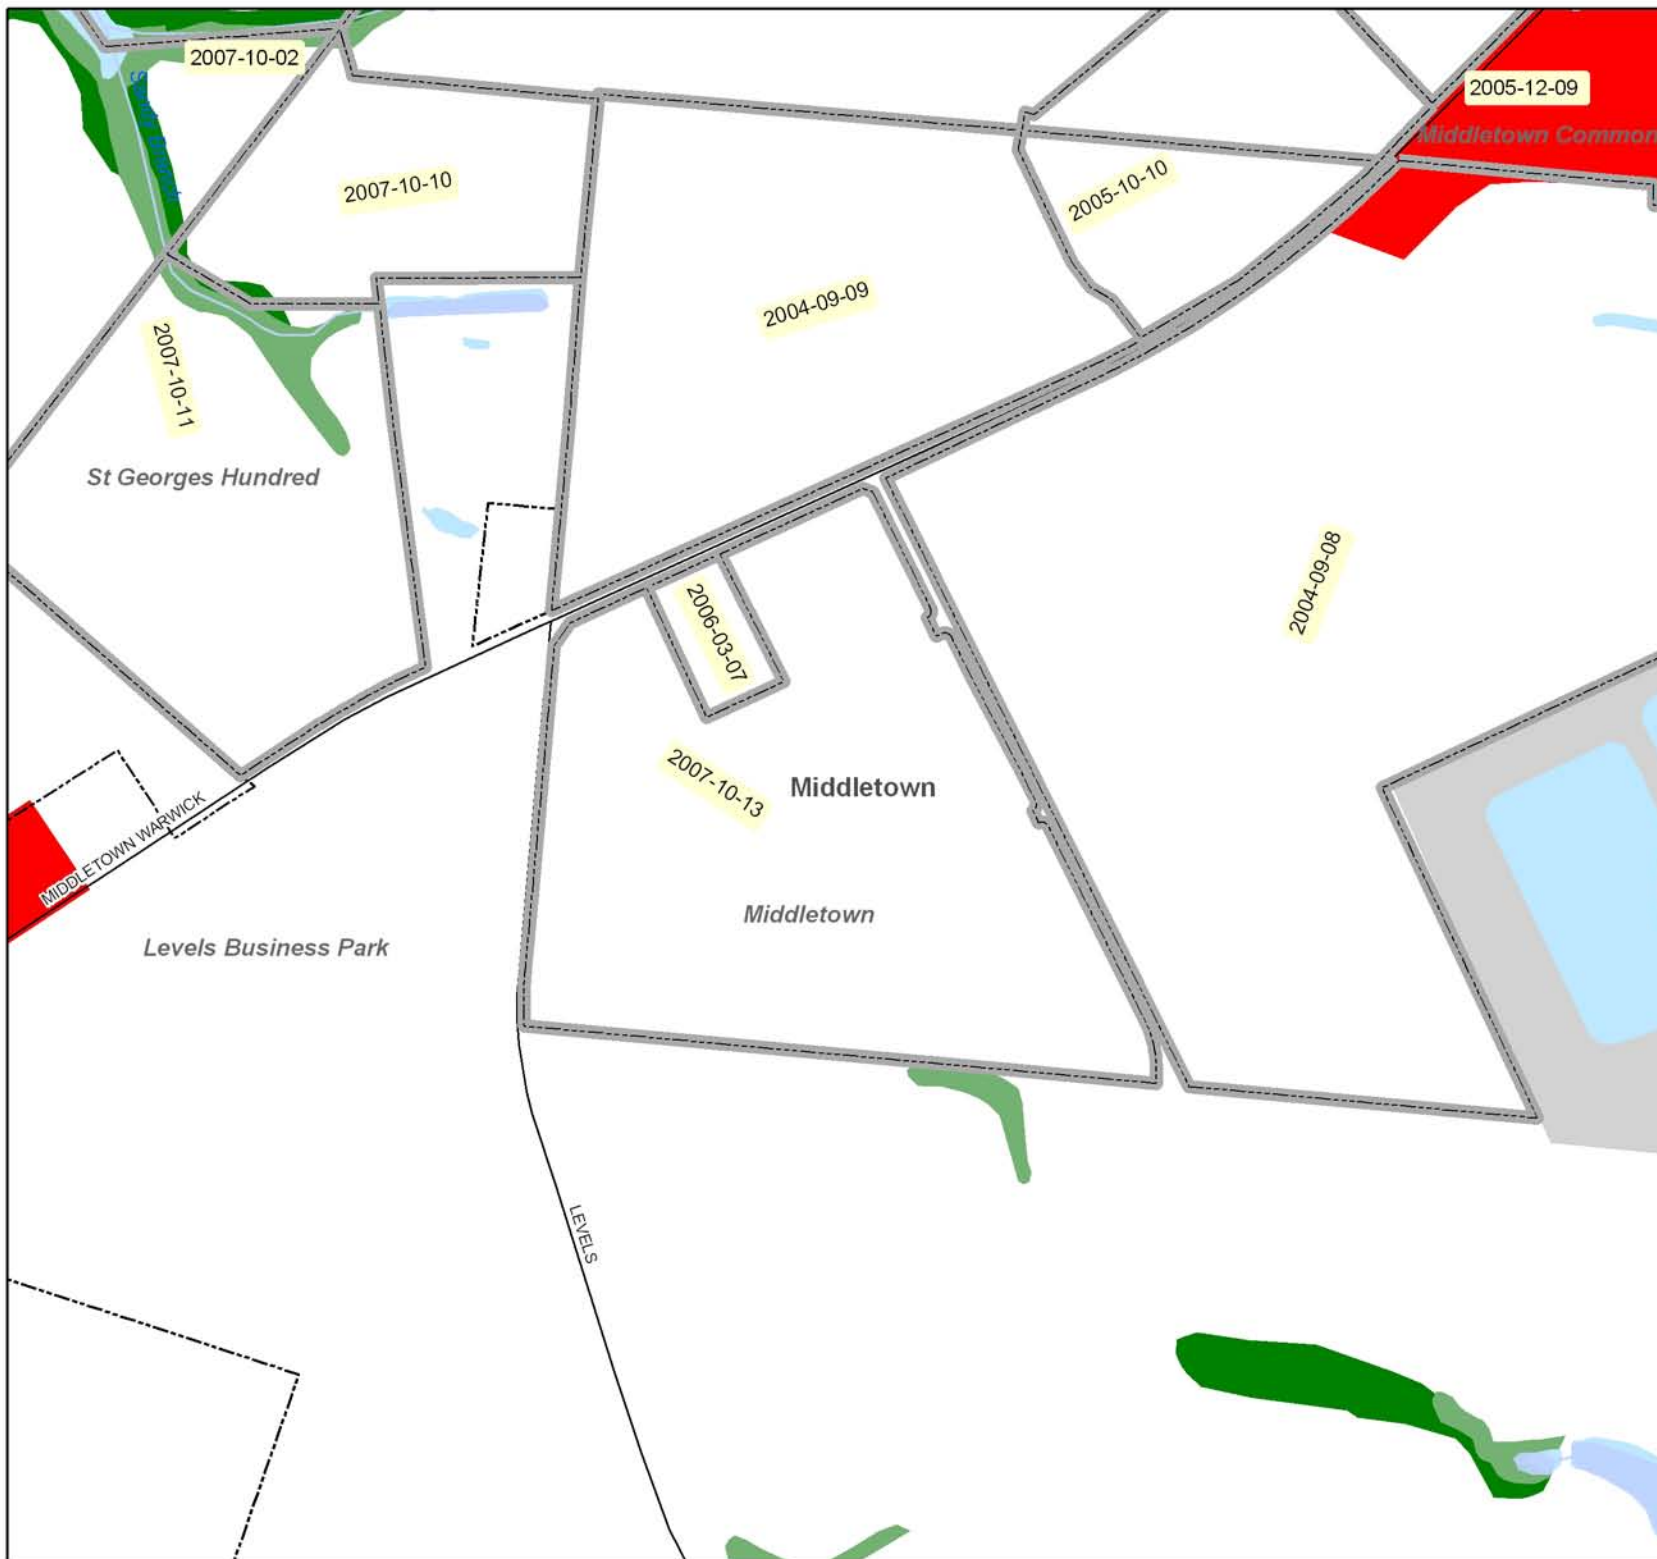 2007-10-02
2005-12-09
Sandy Branch
Middletown Common
2007-10-10
2005-10-10
2004-09-09
2007-10-11
St Georges Hundred
2004-09-08
2006-03-07
2007-10-13
Middletown
MIDDLETOWN WARWICK
Middletown
Levels Business Park
LEVELS